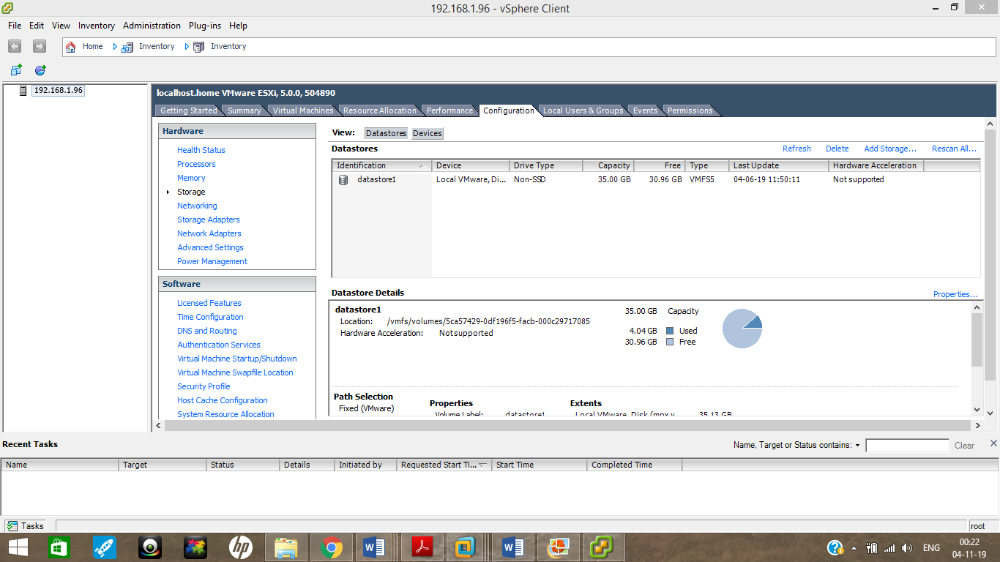 192.168.1.96 - vSphere Client
File Edit View Inventory Administration Plug-ins Help
Home Inventory Inventory
192.168.1.96
localhost.home VMware ESXi, 5.0.0, 504890
Getting Started Summary Virtual Machines Resource Allocation Performance Configuration Local Users & Groups Events Permissions
Hardware
Health Status
Processors
Memory
Storage
Networking
Storage Adapters
Network Adapters
Advanced Settings
Power Management
Software
Licensed Features
Time Configuration
DNS and Routing
Authentication Services
Virtual Machine Startup/Shutdown
Virtual Machine Swapfile Location
Security Profile
Host Cache Configuration
System Resource Allocation
View: Datastores Devices
Datastores Refresh Delete Add Storage... Rescan All...
Identification Device Drive Type Capacity Free Type Last Update Hardware Acceleration
datastore1 Local VMware, Di... Non-SSD 35.00 GB 30.96 GB VMFS5 04-06-19 11:50:11 Not supported
Datastore Details Properties...
datastore1 35.00 GB Capacity
Location: /vmfs/volumes/5ca57429-0df196f5-facb-000c29717085
Hardware Acceleration: Not supported
4.04 GB Used
30.96 GB Free
Path Selection
Fixed (VMware)
Properties
Volume Label: datastore1
Extents
Local VMware, Disk (mpx.v... 35.13 GB
Recent Tasks Name, Target or Status contains: Clear
Name Target Status Details Initiated by Requested Start Ti... Start Time Completed Time
Tasks root
hp
ENG
00:22
04-11-19